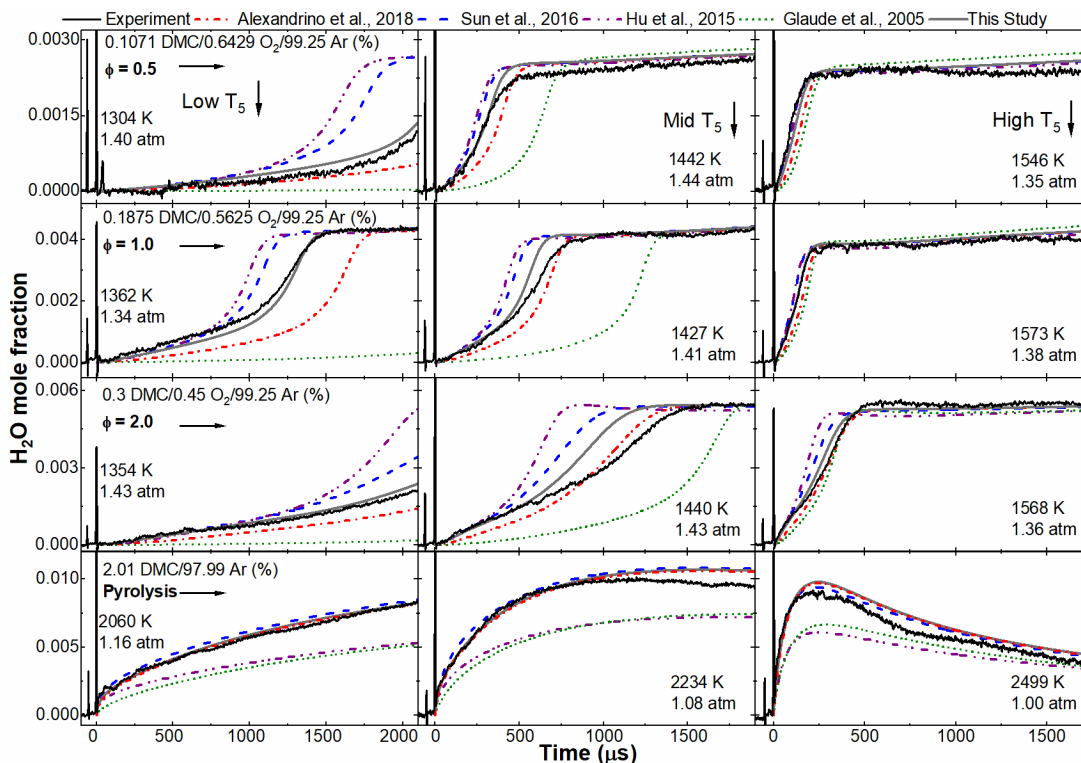 Experiment Alexandrino et al., 2018 Sun et al., 2016 Hu et al., 2015 Glaude et al., 2005 This Study
0.0030
0.0015
0.0000
0.1071 DMC/0.6429 O₂/99.25 Ar (%)
ϕ = 0.5
Low T₅
1304 K
1.40 atm
Mid T₅
1442 K
1.44 atm
High T₅
1546 K
1.35 atm
0.004
0.002
0.000
0.1875 DMC/0.5625 O₂/99.25 Ar (%)
ϕ = 1.0
1362 K
1.34 atm
1427 K
1.41 atm
1573 K
1.38 atm
0.006
0.003
0.000
0.3 DMC/0.45 O₂/99.25 Ar (%)
ϕ = 2.0
1354 K
1.43 atm
1440 K
1.43 atm
1568 K
1.36 atm
0.010
0.005
0.000
2.01 DMC/97.99 Ar (%)
Pyrolysis
2060 K
1.16 atm
2234 K
1.08 atm
2499 K
1.00 atm
H₂O mole fraction
0 500 1000 1500 2000 0 500 1000 1500 0 500 1000 1500
Time (μs)